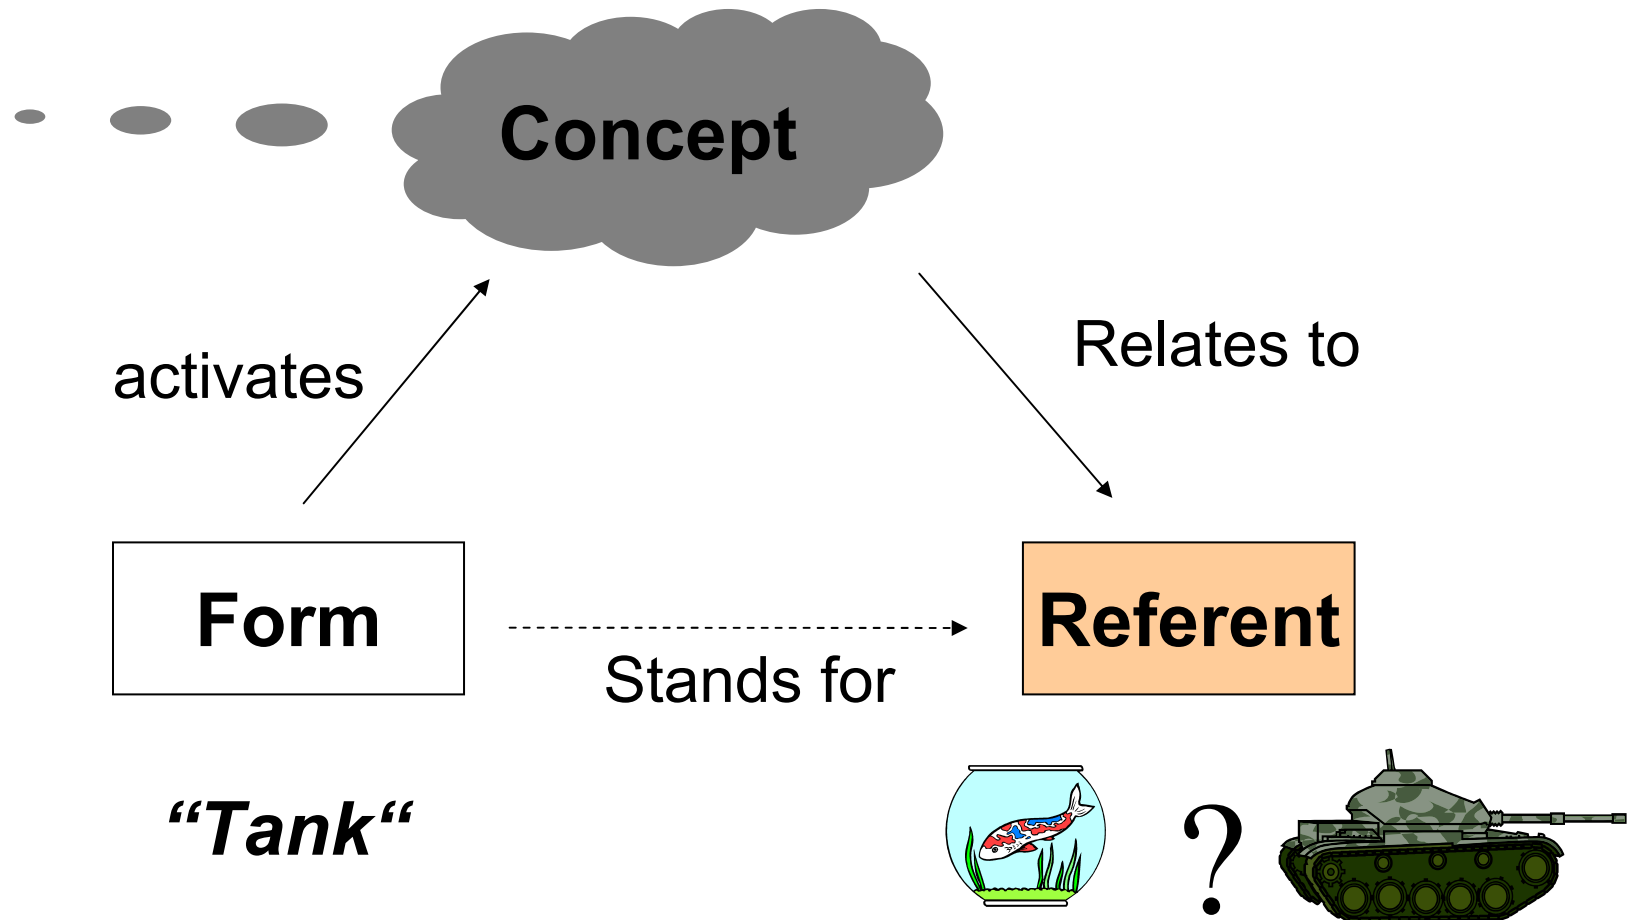 Concept
activates
Relates to
Form
Referent
Stands for
“Tank“
?